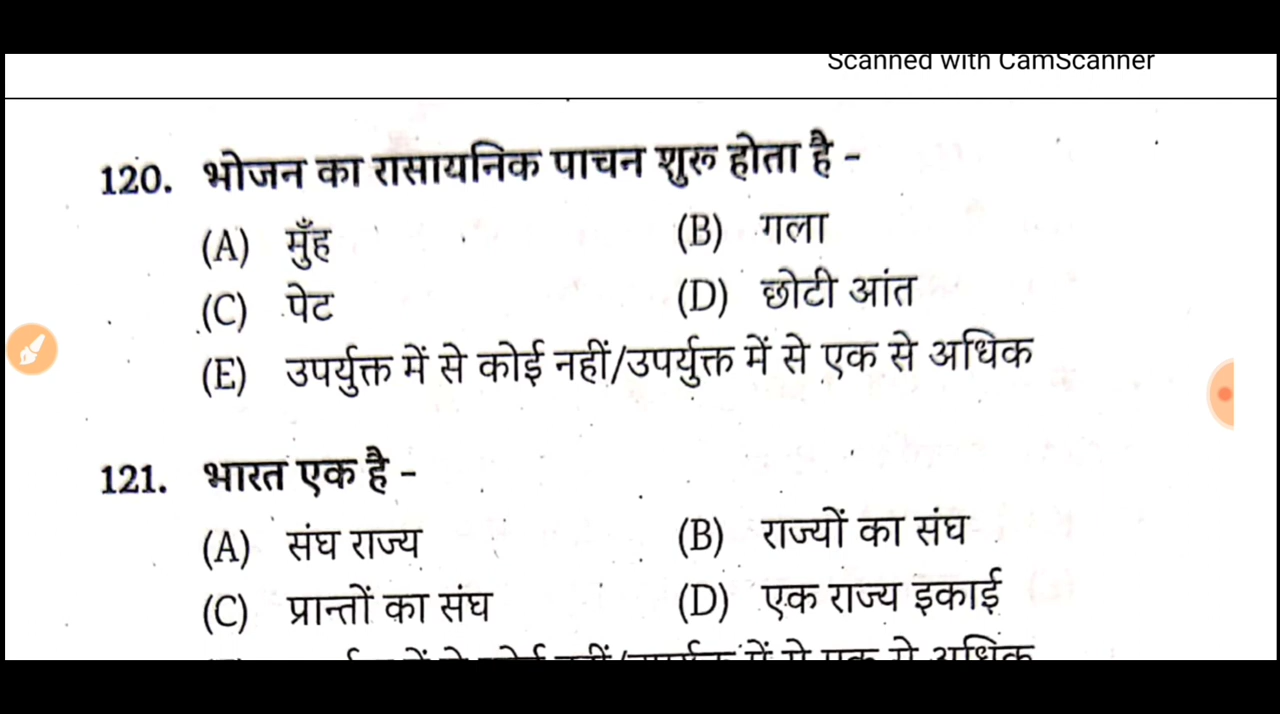 Scanned with CamScanner
120. भोजन का रासायनिक पाचन शुरू होता है -
(A) मुँह (B) गला
(C) पेट (D) छोटी आंत
(E) उपर्युक्त में से कोई नहीं/उपर्युक्त में से एक से अधिक
121. भारत एक है -
(A) संघ राज्य (B) राज्यों का संघ
(C) प्रान्तों का संघ (D) एक राज्य इकाई